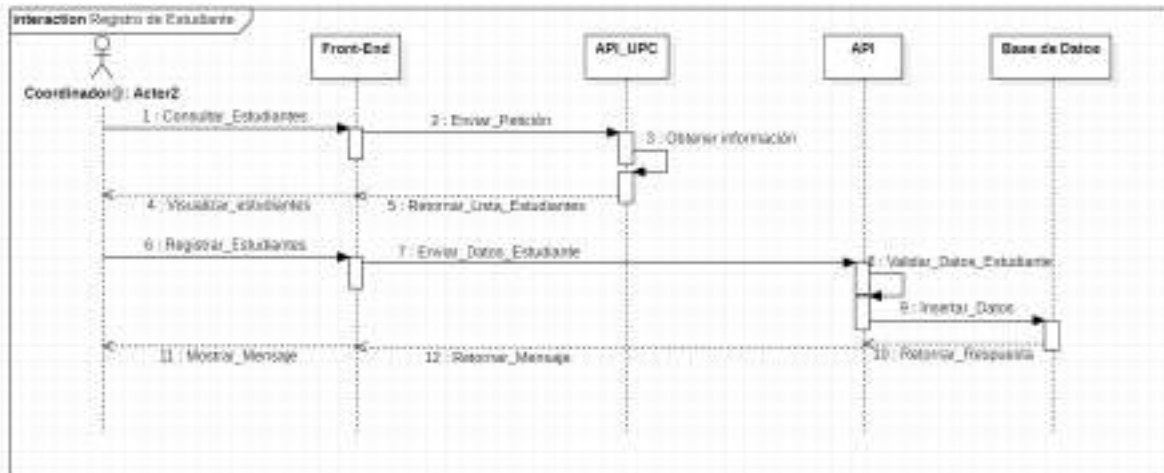 interaction Registro de Estudiante
Front-End
API_UPC
API
Base de Datos
Coordinador@: Actor2
1 : Consultar_Estudiantes
2 : Enviar_Petición
3 : Obtener información
4 : Visualizar_estudiantes
5 : Retornar_Lista_Estudiantes
6 : Registrar_Estudiantes
7 : Enviar_Datos_Estudiante
8 : Validar_Datos_Estudiante
9 : Insertar_Datos
10 : Retornar_Respuesta
11 : Mostrar_Mensaje
12 : Retornar_Mensaje